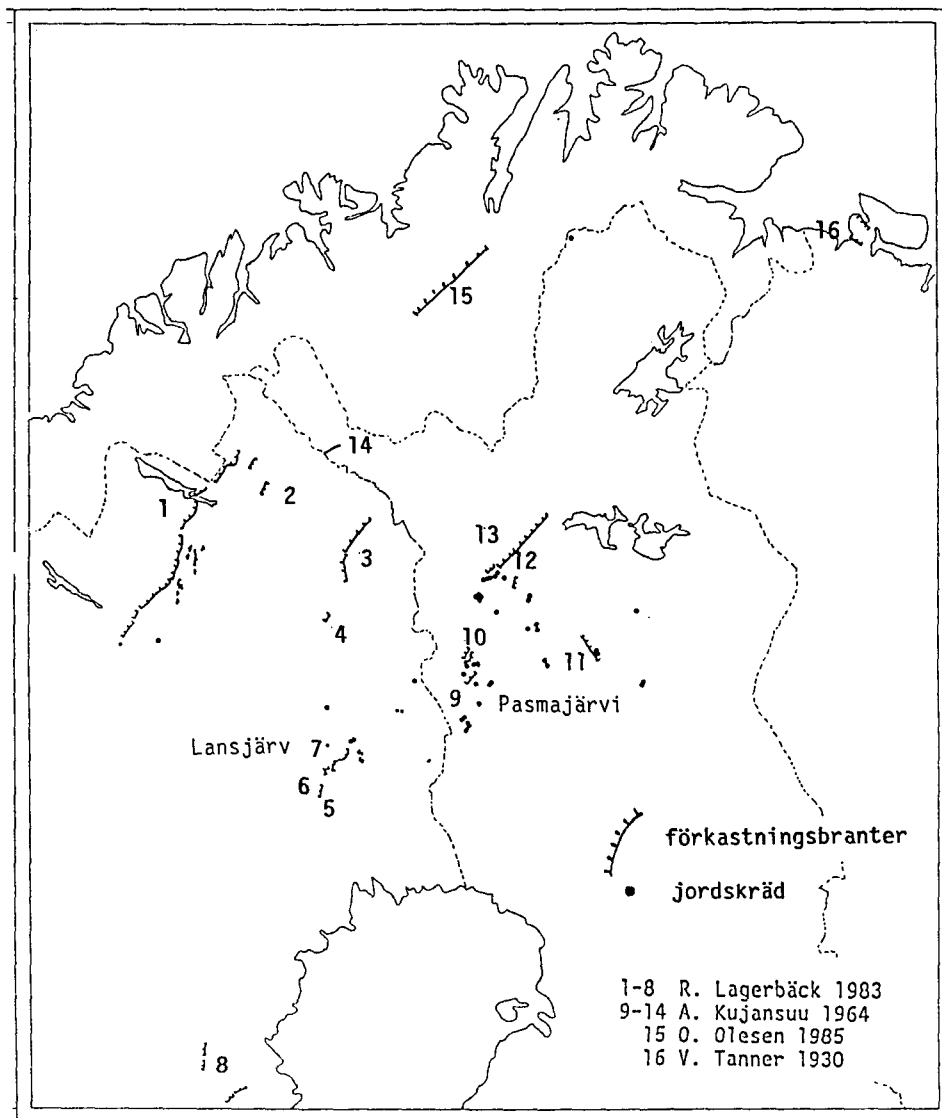 16
15
14
1
2
3
13
12
4
10
11
9
Pasmajärvi
Lansjärv
7
6
5
förkastningsbranter
jordskräd
1-8 R. Lagerbäck 1983
9-14 A. Kujansuu 1964
15 O. Olesen 1985
16 V. Tanner 1930
8